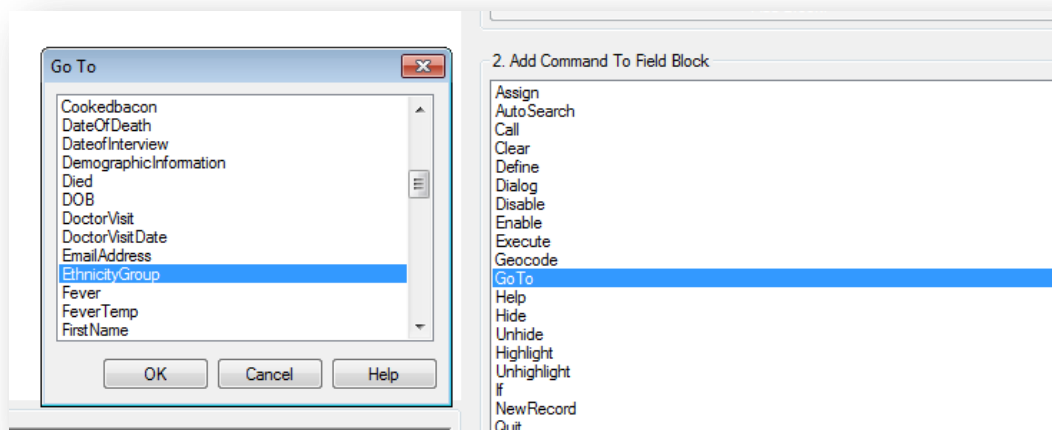 Go To
Cookedbacon
DateOfDeath
DateofInterview
DemographicInformation
Died
DOB
DoctorVisit
DoctorVisitDate
EmailAddress
EthnicityGroup
Fever
FeverTemp
FirstName
OK
Cancel
Help
2. Add Command To Field Block
Assign
AutoSearch
Call
Clear
Define
Dialog
Disable
Enable
Execute
Geocode
GoTo
Help
Hide
Unhide
Highlight
Unhighlight
If
NewRecord
Quit